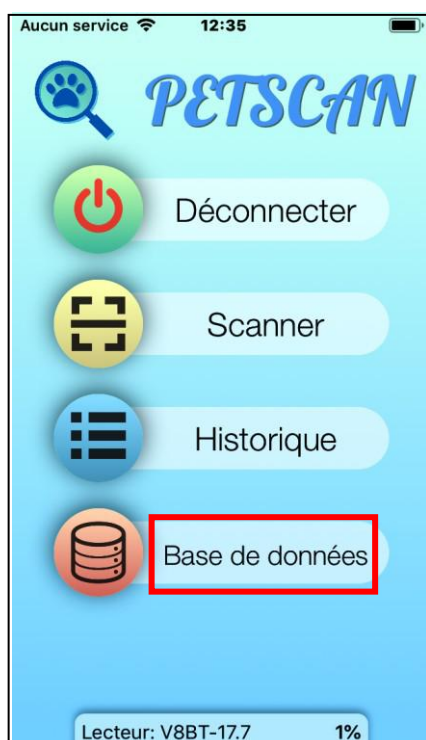 Aucun service 12:35
PETSCAN
Déconnecter
Scanner
Historique
Base de données
Lecteur: V8BT-17.7 1%